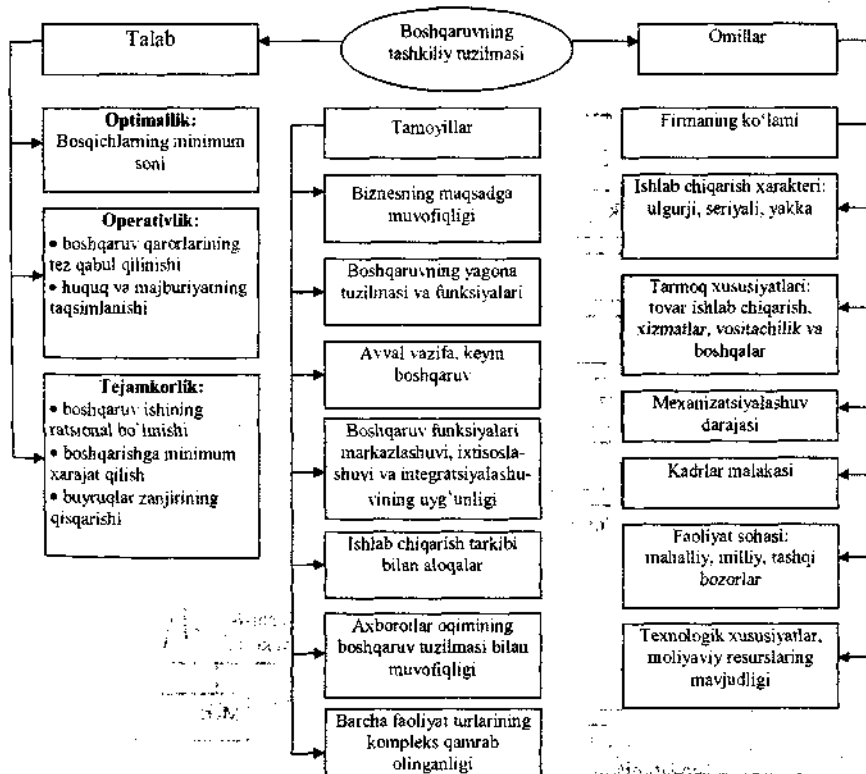 Boshqaruvning
tashkiliy tuzilmasi
Talab
Optimallik:
Bosqichlarning minimum
soni
Operativlik:
• boshqaruv qarorlarining
tez qabul qilinishi
• huquq va majburiyatning
taqsimlanishi
Tejamkorlik:
• boshqaruv ishining
ratsional bo‘linishi
• boshqarishga minimum
xarajat qilish
• buyruqlar zanjirining
qisqarishi
Tamoyillar
Biznesning maqsadga
muvofiqligi
Boshqaruvning yagona
tuzilmasi va funksiyalari
Avval vazifa, keyin
boshqaruv
Boshqaruv funksiyalari
markazlashuvi, ixtisosla-
shuvi va integratsiyalashu-
vining uyg‘unligi
Ishlab chiqarish tarkibi
bilan aloqalar
Axborotlar oqimining
boshqaruv tuzilmasi bilan
muvofiqligi
Barcha faoliyat turlarining
kompleks qamrab
olinganligi
Omillar
Firmaning ko‘lami
Ishlab chiqarish xarakteri:
ulgurji, seriyali, yakka
Tarmoq xususiyatlari:
tovar ishlab chiqarish,
xizmatlar, vositachilik va
boshqalar
Mexanizatsiyalashuv
darajasi
Kadrlar malakasi
Faoliyat sohasi:
mahalliy, milliy, tashqi
bozorlar
Texnologik xususiyatlar,
moliyaviy resurslaring
mavjudligi